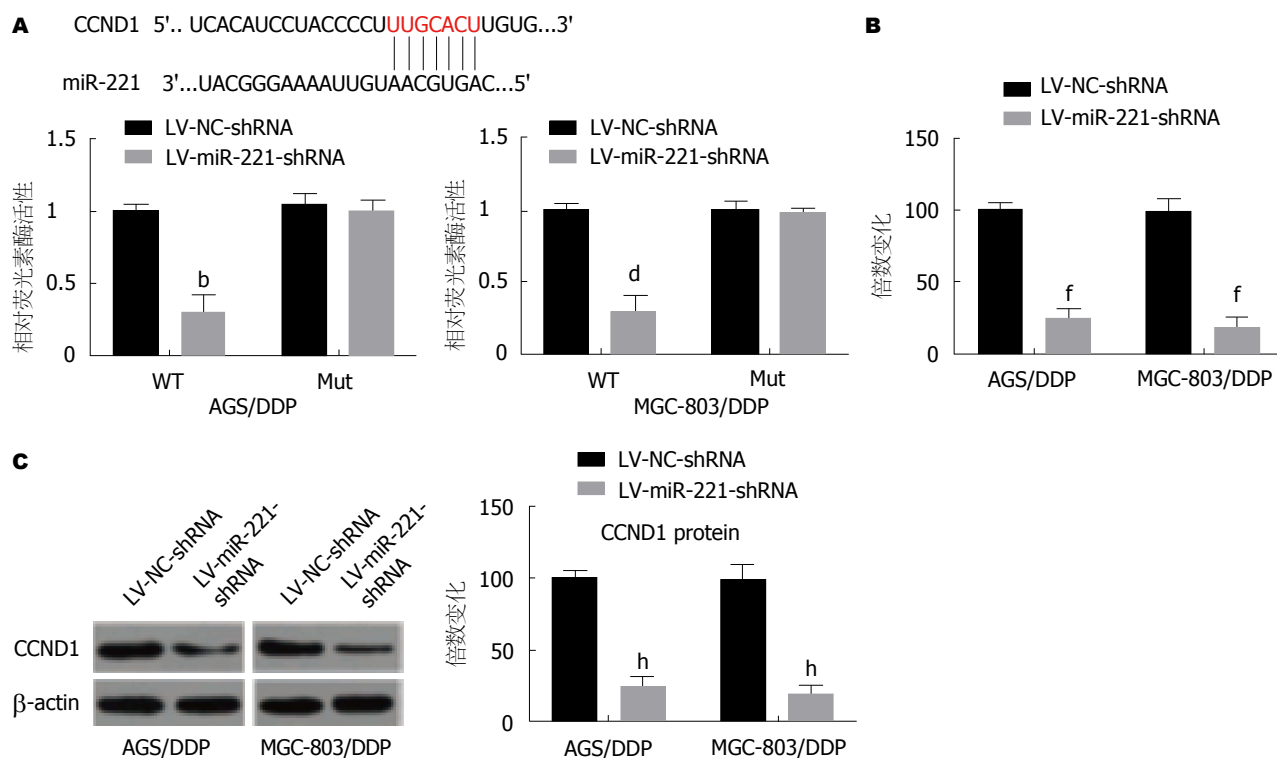 A
CCND1 5'.. UCACAUCCUACCCCUUUGCACUUGUG...3'
miR-221 3'...UACGGGAAAAUUGUAACGUGAC...5'
LV-NC-shRNA
LV-miR-221-shRNA
相对荧光素酶活性
1.5
1
0.5
0
b
WT
Mut
AGS/DDP
LV-NC-shRNA
LV-miR-221-shRNA
相对荧光素酶活性
1.5
1
0.5
0
d
WT
Mut
MGC-803/DDP
B
LV-NC-shRNA
LV-miR-221-shRNA
倍数变化
150
100
50
0
f
f
AGS/DDP
MGC-803/DDP
C
LV-NC-shRNA
LV-miR-221-
shRNA
LV-NC-shRNA
LV-miR-221-
shRNA
CCND1
β-actin
AGS/DDP
MGC-803/DDP
LV-NC-shRNA
LV-miR-221-shRNA
CCND1 protein
倍数变化
150
100
50
0
h
h
AGS/DDP
MGC-803/DDP